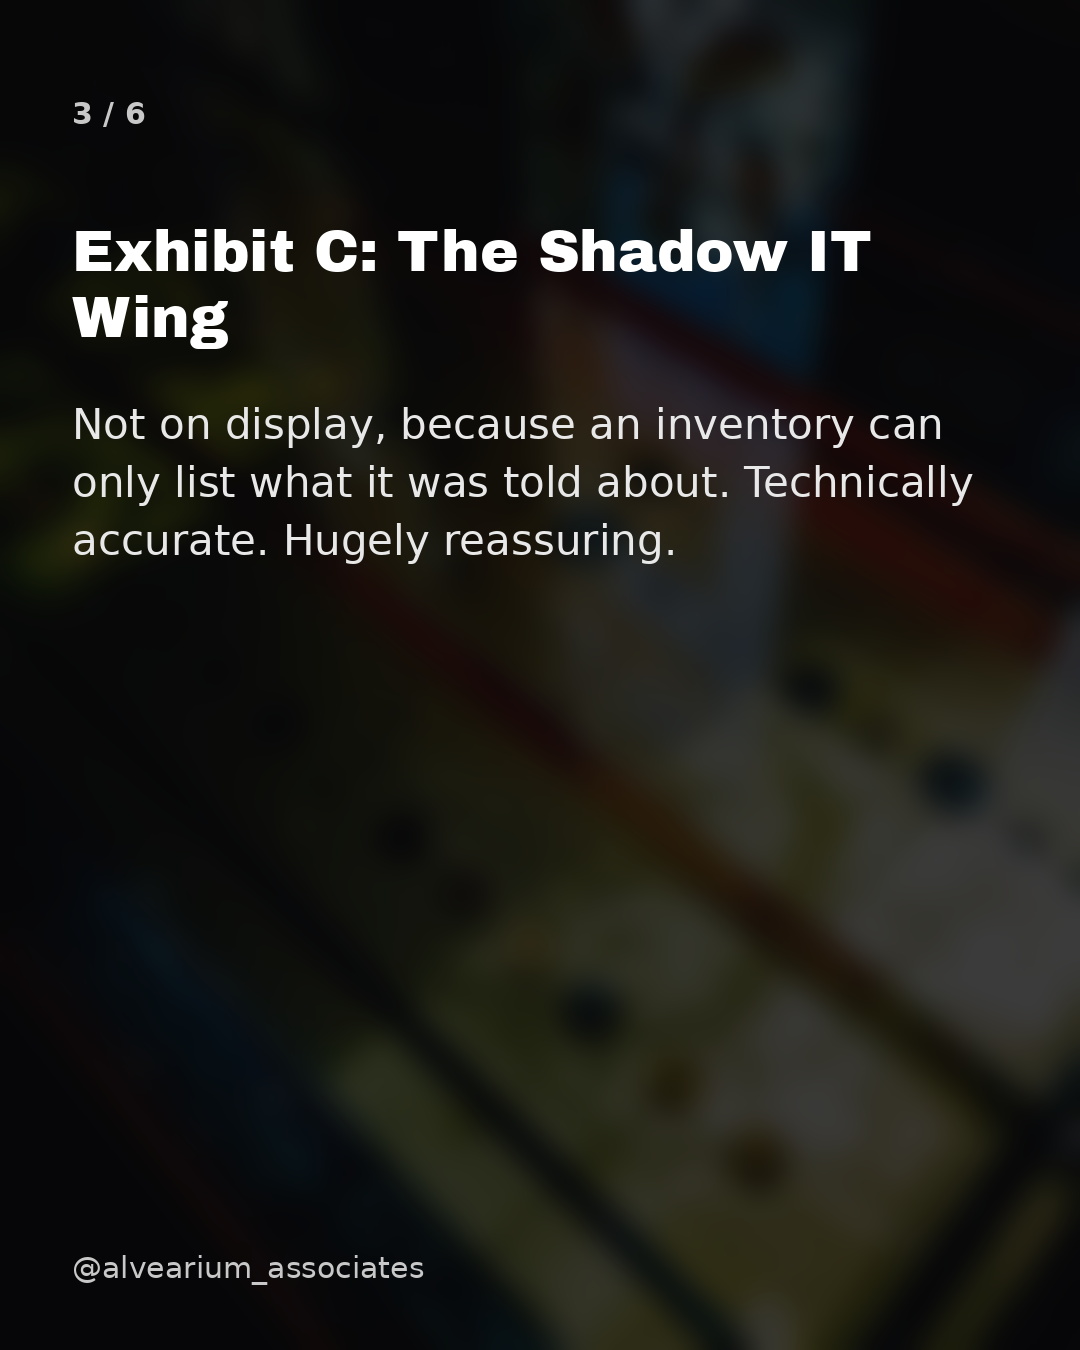 3 / 6
Exhibit C: The Shadow IT
Wing
Not on display, because an inventory can
only list what it was told about. Technically
accurate. Hugely reassuring.
@alvearium_associates